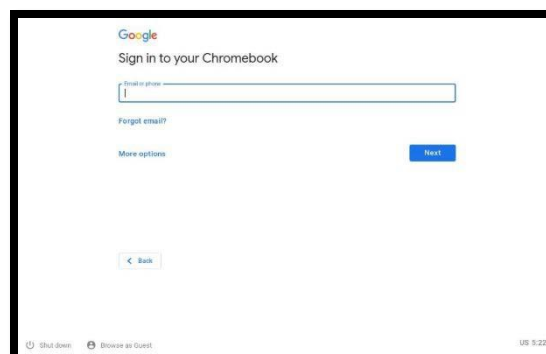 Google
Sign in to your Chromebook
Email or phone
Forgot email?
More options
Next
Back
Shut down
Browse as Guest
US 5:22